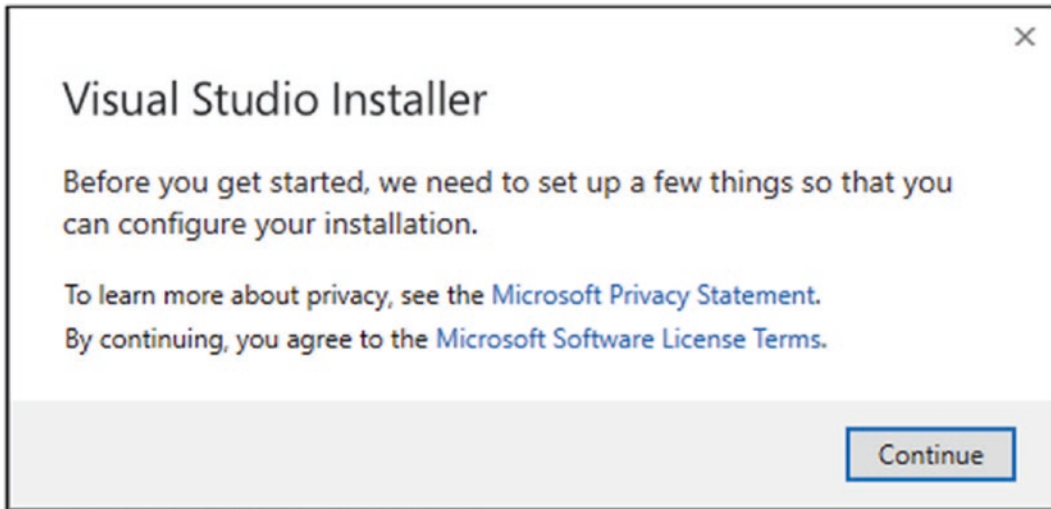 Visual Studio Installer
Before you get started, we need to set up a few things so that you
can configure your installation.
To learn more about privacy, see the Microsoft Privacy Statement.
By continuing, you agree to the Microsoft Software License Terms.
Continue